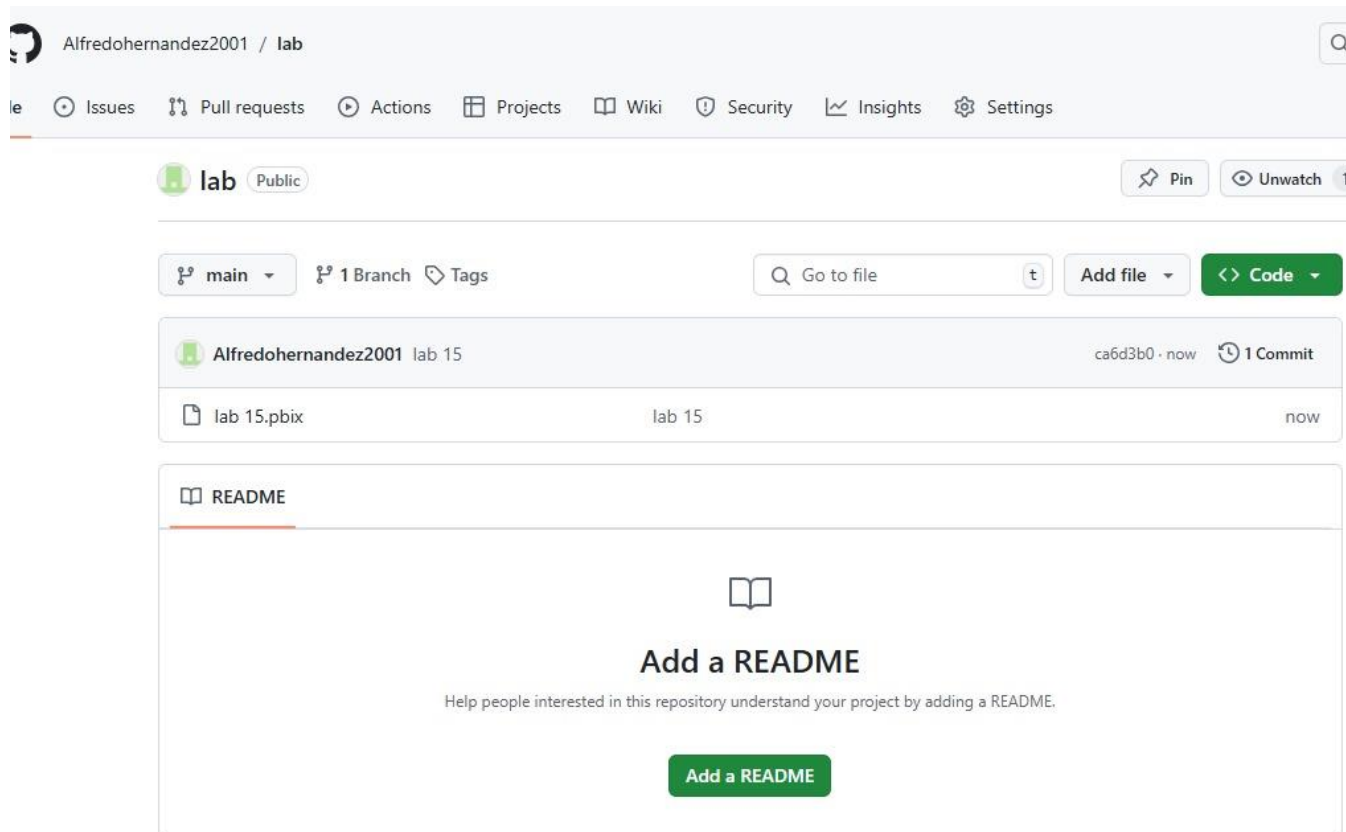 Alfredohernandez2001 / lab
Issues Pull requests Actions Projects Wiki Security Insights Settings
lab Public Pin Unwatch
main 1 Branch Tags Go to file t Add file <> Code
Alfredohernandez2001 lab 15 ca6d3b0 · now 1 Commit
lab 15.pbix lab 15 now
README
Add a README
Help people interested in this repository understand your project by adding a README.
Add a README